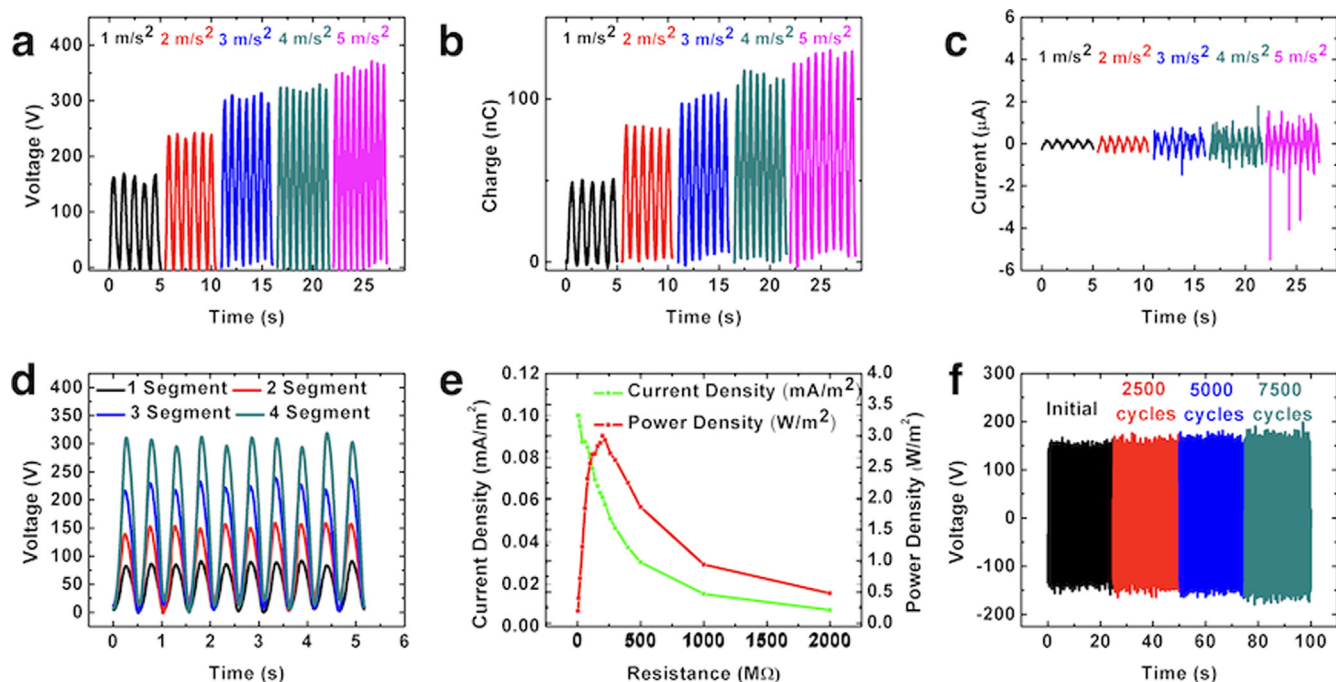 a
1 m/s2 2 m/s2 3 m/s2 4 m/s2 5 m/s2
400
300
200
100
0
Voltage (V)
0 5 10 15 20 25
Time (s)
b
1 m/s2 2 m/s2 3 m/s2 4 m/s2 5 m/s2
100
0
Charge (nC)
0 5 10 15 20 25
Time (s)
c
6
1 m/s2 2 m/s2 3 m/s2 4 m/s2 5 m/s2
4
2
0
-2
-4
-6
Current (μA)
0 5 10 15 20 25
Time (s)
d
1 Segment 2 Segment
3 Segment 4 Segment
400
350
300
250
200
150
100
50
0
Voltage (V)
0 1 2 3 4 5 6
Time (s)
e
Current Density (mA/m2)
Power Density (W/m2)
0.12
0.10
0.08
0.06
0.04
0.02
0.00
Current Density (mA/m2)
4.0
3.5
3.0
2.5
2.0
1.5
1.0
0.5
0.0
Power Density (W/m2)
0 400 1000 1000 2000
Resistance (MΩ)
f
300
200
100
0
-100
-200
Voltage (V)
Initial
2500
cycles
5000
cycles
7500
cycles
0 20 40 60 80 100
Time (s)